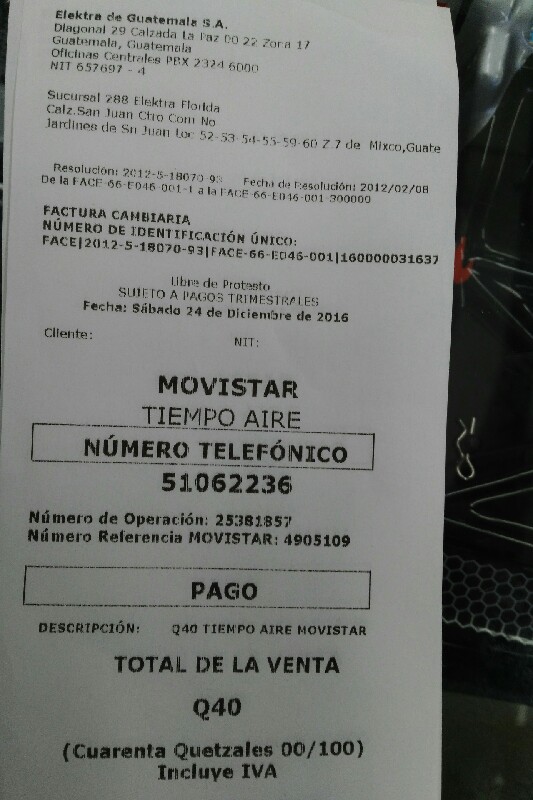 Elektra de Guatemala S.A.
Diagonal 29 Calzada La Paz 00 22 Zona 17
Guatemala, Guatemala
Oficinas Centrales PBX 2324 6000
NIT 657697 - 4
Sucursal 288 Elektra Florida
Calz.San Juan Ctro Com No
Jardines de Sn Juan Loc 52-53-54-55-59-60 Z.7 de Mixco,Guate
Resolución: 2012-5-18070-93 Fecha de Resolución: 2012/02/08
De la FACE-66-E046-001-1 a la FACE-66-E046-001-300000
FACTURA CAMBIARIA
NÚMERO DE IDENTIFICACIÓN ÚNICO:
FACE|2012-5-18070-93|FACE-66-E046-001|160000031637
Libre de Protesto
SUJETO A PAGOS TRIMESTRALES
Fecha: Sábado 24 de Diciembre de 2016
Cliente: NIT:
MOVISTAR
TIEMPO AIRE
NÚMERO TELEFÓNICO
51062236
Número de Operación: 25381857
Número Referencia MOVISTAR: 4905109
PAGO
DESCRIPCIÓN: Q40 TIEMPO AIRE MOVISTAR
TOTAL DE LA VENTA
Q40
(Cuarenta Quetzales 00/100)
Incluye IVA